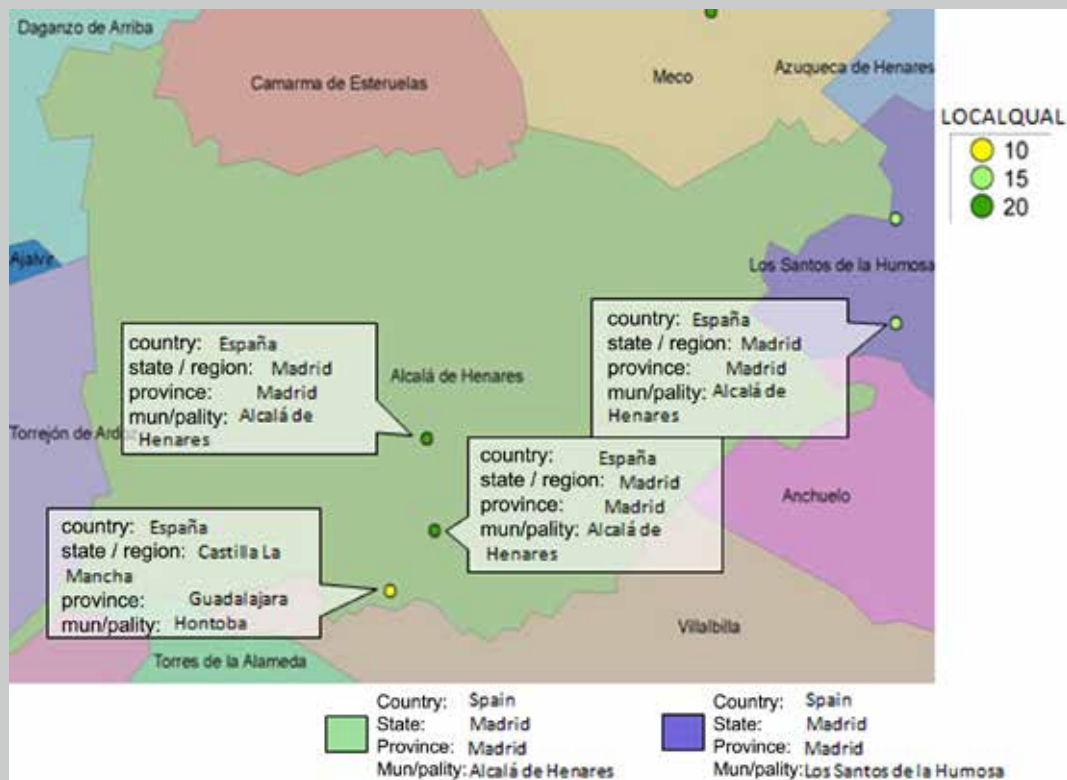 Daganzo de Arriba
Camarma de Esteruelas
Meco
Azuqueca de Henares
LOCALQUAL
10
15
20
Ajalvir
Los Santos de la Humosa
country: España
state / region: Madrid
province: Madrid
mun/pality: Alcalá de
Henares
country: España
state / region: Madrid
province: Madrid
mun/pality: Alcalá de
Henares
Alcalá de Henares
Torrejón de Ardoz
country: España
state / region: Madrid
province: Madrid
mun/pality: Alcalá de
Henares
Anchuelo
country: España
state / region: Castilla La
Mancha
province: Guadalajara
mun/pality: Hontoba
Villalbilla
Torres de la Alameda
Country: Spain
State: Madrid
Province: Madrid
Mun/pality: Alcalá de Henares
Country: Spain
State: Madrid
Province: Madrid
Mun/pality: Los Santos de la Humosa